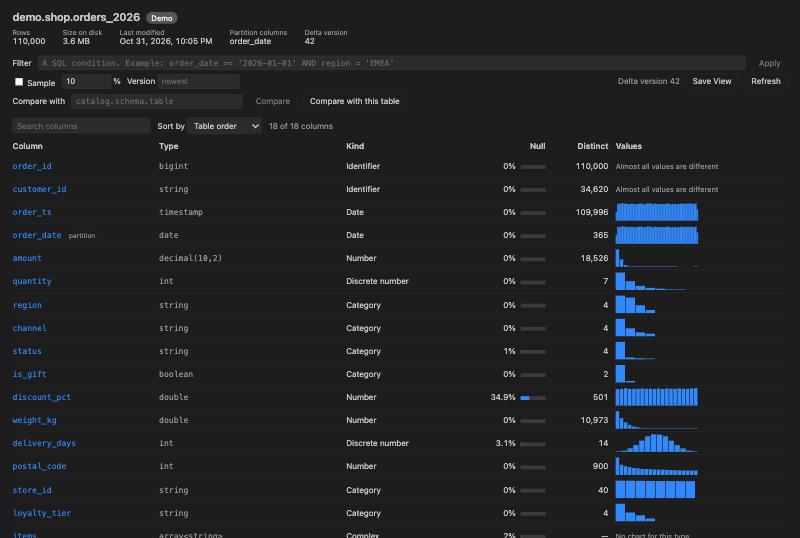 demo.shop.orders_2026 Demo
Rows Size on disk Last modified Partition columns Delta version
110,000 3.6 MB Oct 31, 2026, 10:05 PM order_date 42
Filter A SQL condition. Example: order_date >= '2026-01-01' AND region = 'EMEA' Apply
Sample 10 % Version newest Delta version 42 Save View Refresh
Compare with catalog.schema.table Compare Compare with this table
Search columns Sort by Table order 18 of 18 columns
Column Type Kind Null Distinct Values
order_id bigint Identifier 0% 110,000 Almost all values are different
customer_id string Identifier 0% 34,620 Almost all values are different
order_ts timestamp Date 0% 109,996
order_date partition date Date 0% 365
amount decimal(10,2) Number 0% 18,526
quantity int Discrete number 0% 7
region string Category 0% 4
channel string Category 0% 4
status string Category 1% 4
is_gift boolean Category 0% 2
discount_pct double Number 34.9% 501
weight_kg double Number 0% 10,973
delivery_days int Discrete number 3.1% 14
postal_code int Number 0% 900
store_id string Category 0% 40
loyalty_tier string Category 0% 4
items array<string> Complex 2% — No chart for this type